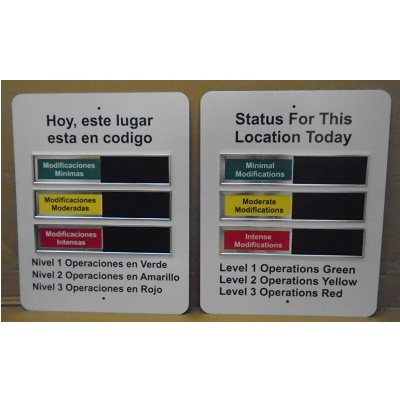 Hoy, este lugar
esta en codigo
Modificaciones
Minimas
Modificaciones
Moderadas
Modificaciones
Intensas
Nivel 1 Operaciones en Verde
Nivel 2 Operaciones en Amarillo
Nivel 3 Operaciones en Rojo
Status For This
Location Today
Minimal
Modifications
Moderate
Modifications
Intense
Modifications
Level 1 Operations Green
Level 2 Operations Yellow
Level 3 Operations Red